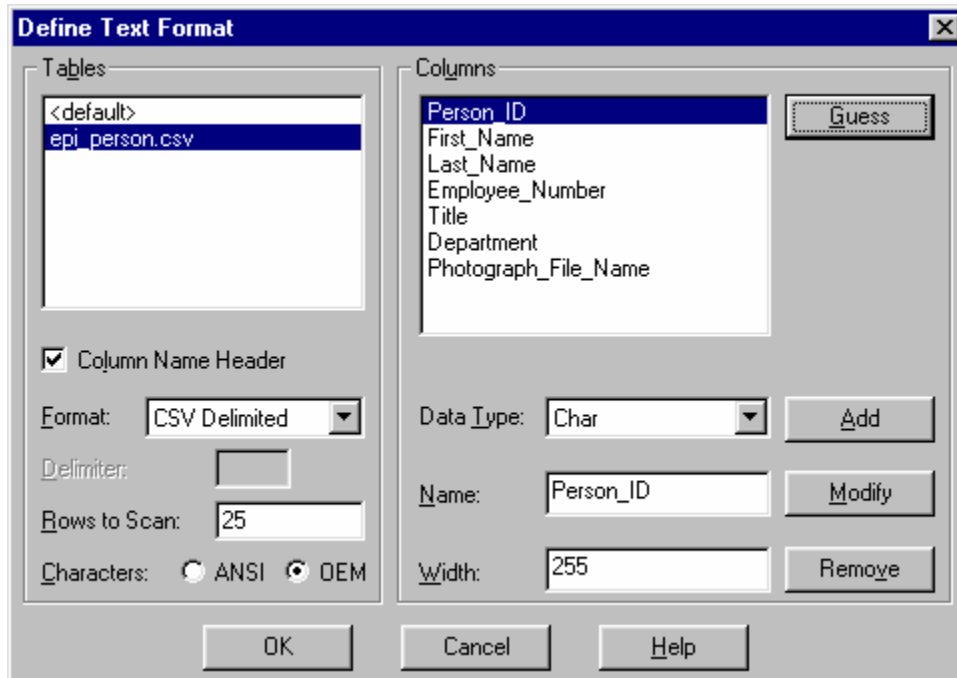 Define Text Format
Tables
<default>
epi_person.csv
Column Name Header
Format: CSV Delimited
Delimiter:
Rows to Scan: 25
Characters: ANSI OEM
Columns
Person_ID
First_Name
Last_Name
Employee_Number
Title
Department
Photograph_File_Name
Guess
Data Type: Char
Add
Name: Person_ID
Modify
Width: 255
Remove
OK Cancel Help